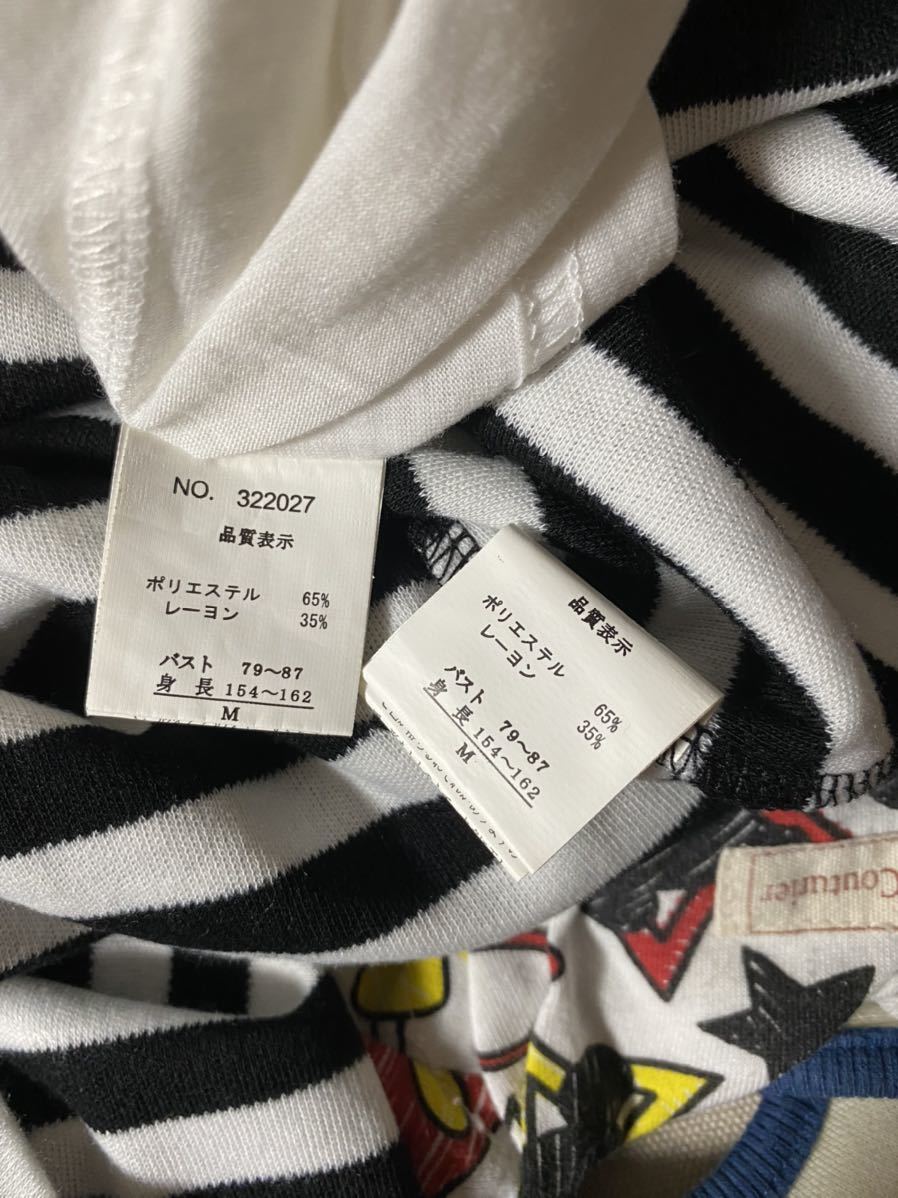 NO. 322027
品質表示
ポリエステル 65%
レーヨン 35%
バスト 79〜87
身長 154〜162
M
品質表示
ポリエステル 65%
レーヨン 35%
バスト 79〜87
身長 154〜162
M
Couturier